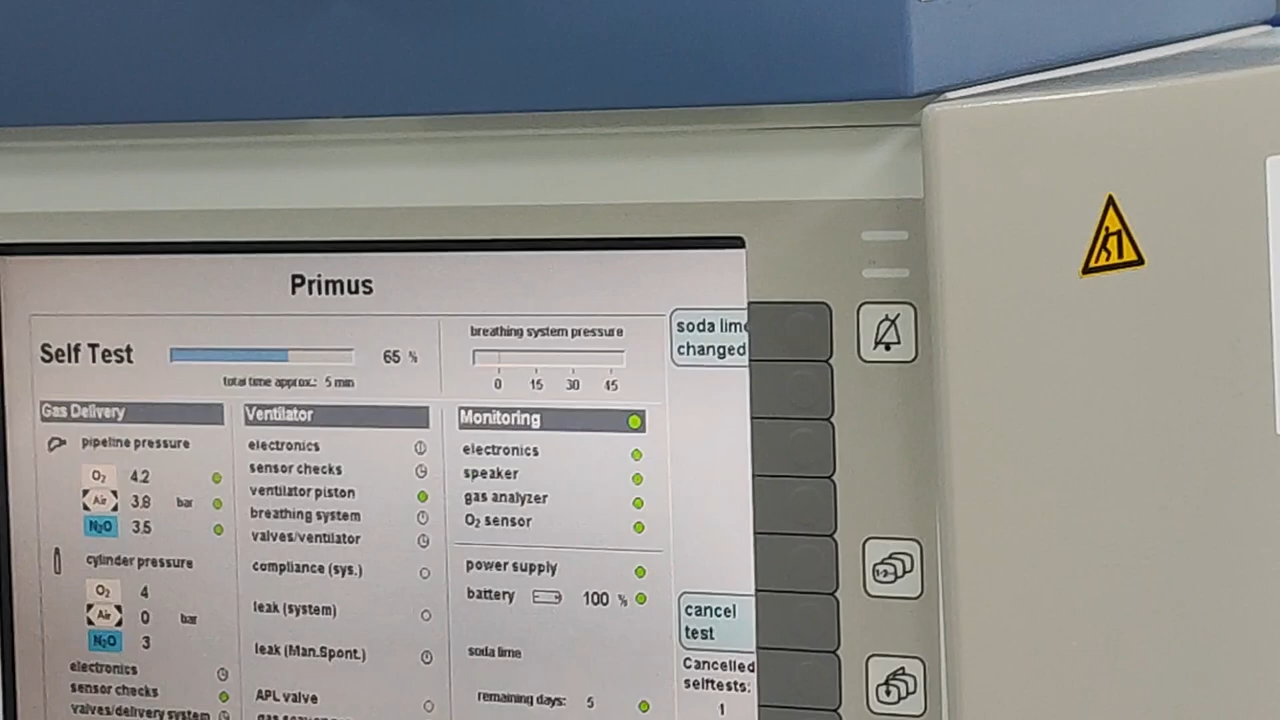 Primus
Self Test
65 %
total time approx.: 5 min
breathing system pressure
0 15 30 45
soda lime
changed
Gas Delivery
pipeline pressure
O₂ 4.2
Air 3.8 bar
N₂O 3.5
cylinder pressure
O₂ 4
Air 0 bar
N₂O 3
electronics
sensor checks
valves/delivery system
Ventilator
electronics
sensor checks
ventilator piston
breathing system
valves/ventilator
compliance (sys.)
leak (system)
leak (Man.Spont.)
APL valve
Monitoring
electronics
speaker
gas analyzer
O₂ sensor
power supply
battery 100 %
soda lime
remaining days: 5
cancel
test
Cancelled
selftests:
1